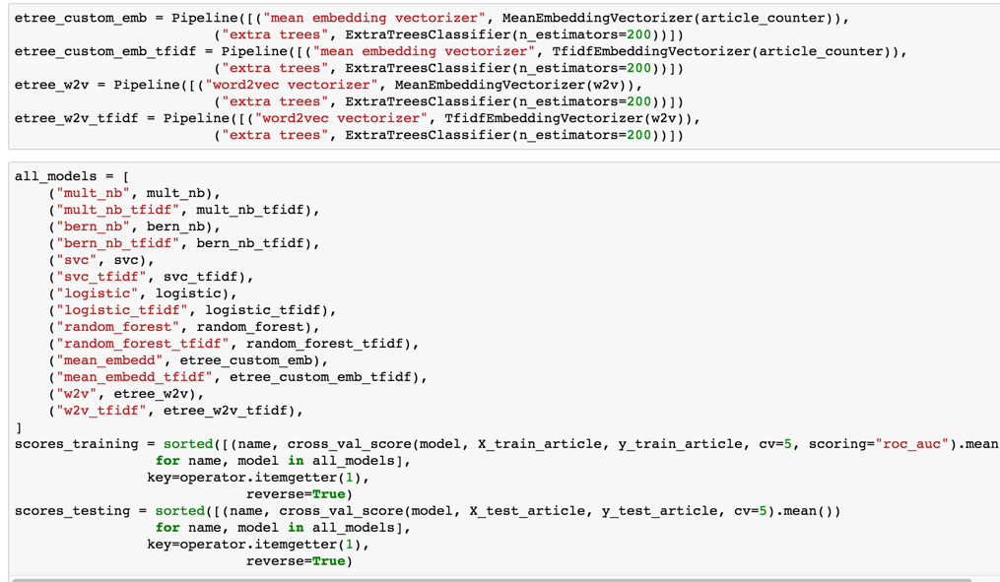 etree_custom_emb = Pipeline([("mean embedding vectorizer", MeanEmbeddingVectorizer(article_counter)),
("extra trees", ExtraTreesClassifier(n_estimators=200))])
etree_custom_emb_tfidf = Pipeline([("mean embedding vectorizer", TfidfEmbeddingVectorizer(article_counter)),
("extra trees", ExtraTreesClassifier(n_estimators=200))])
etree_w2v = Pipeline([("word2vec vectorizer", MeanEmbeddingVectorizer(w2v)),
("extra trees", ExtraTreesClassifier(n_estimators=200))])
etree_w2v_tfidf = Pipeline([("word2vec vectorizer", TfidfEmbeddingVectorizer(w2v)),
("extra trees", ExtraTreesClassifier(n_estimators=200))])
all_models = [
("mult_nb", mult_nb),
("mult_nb_tfidf", mult_nb_tfidf),
("bern_nb", bern_nb),
("bern_nb_tfidf", bern_nb_tfidf),
("svc", svc),
("svc_tfidf", svc_tfidf),
("logistic", logistic),
("logistic_tfidf", logistic_tfidf),
("random_forest", random_forest),
("random_forest_tfidf", random_forest_tfidf),
("mean_embedd", etree_custom_emb),
("mean_embedd_tfidf", etree_custom_emb_tfidf),
("w2v", etree_w2v),
("w2v_tfidf", etree_w2v_tfidf),
]
scores_training = sorted([(name, cross_val_score(model, X_train_article, y_train_article, cv=5, scoring="roc_auc").mean
for name, model in all_models],
key=operator.itemgetter(1),
reverse=True)
scores_testing = sorted([(name, cross_val_score(model, X_test_article, y_test_article, cv=5).mean())
for name, model in all_models],
key=operator.itemgetter(1),
reverse=True)